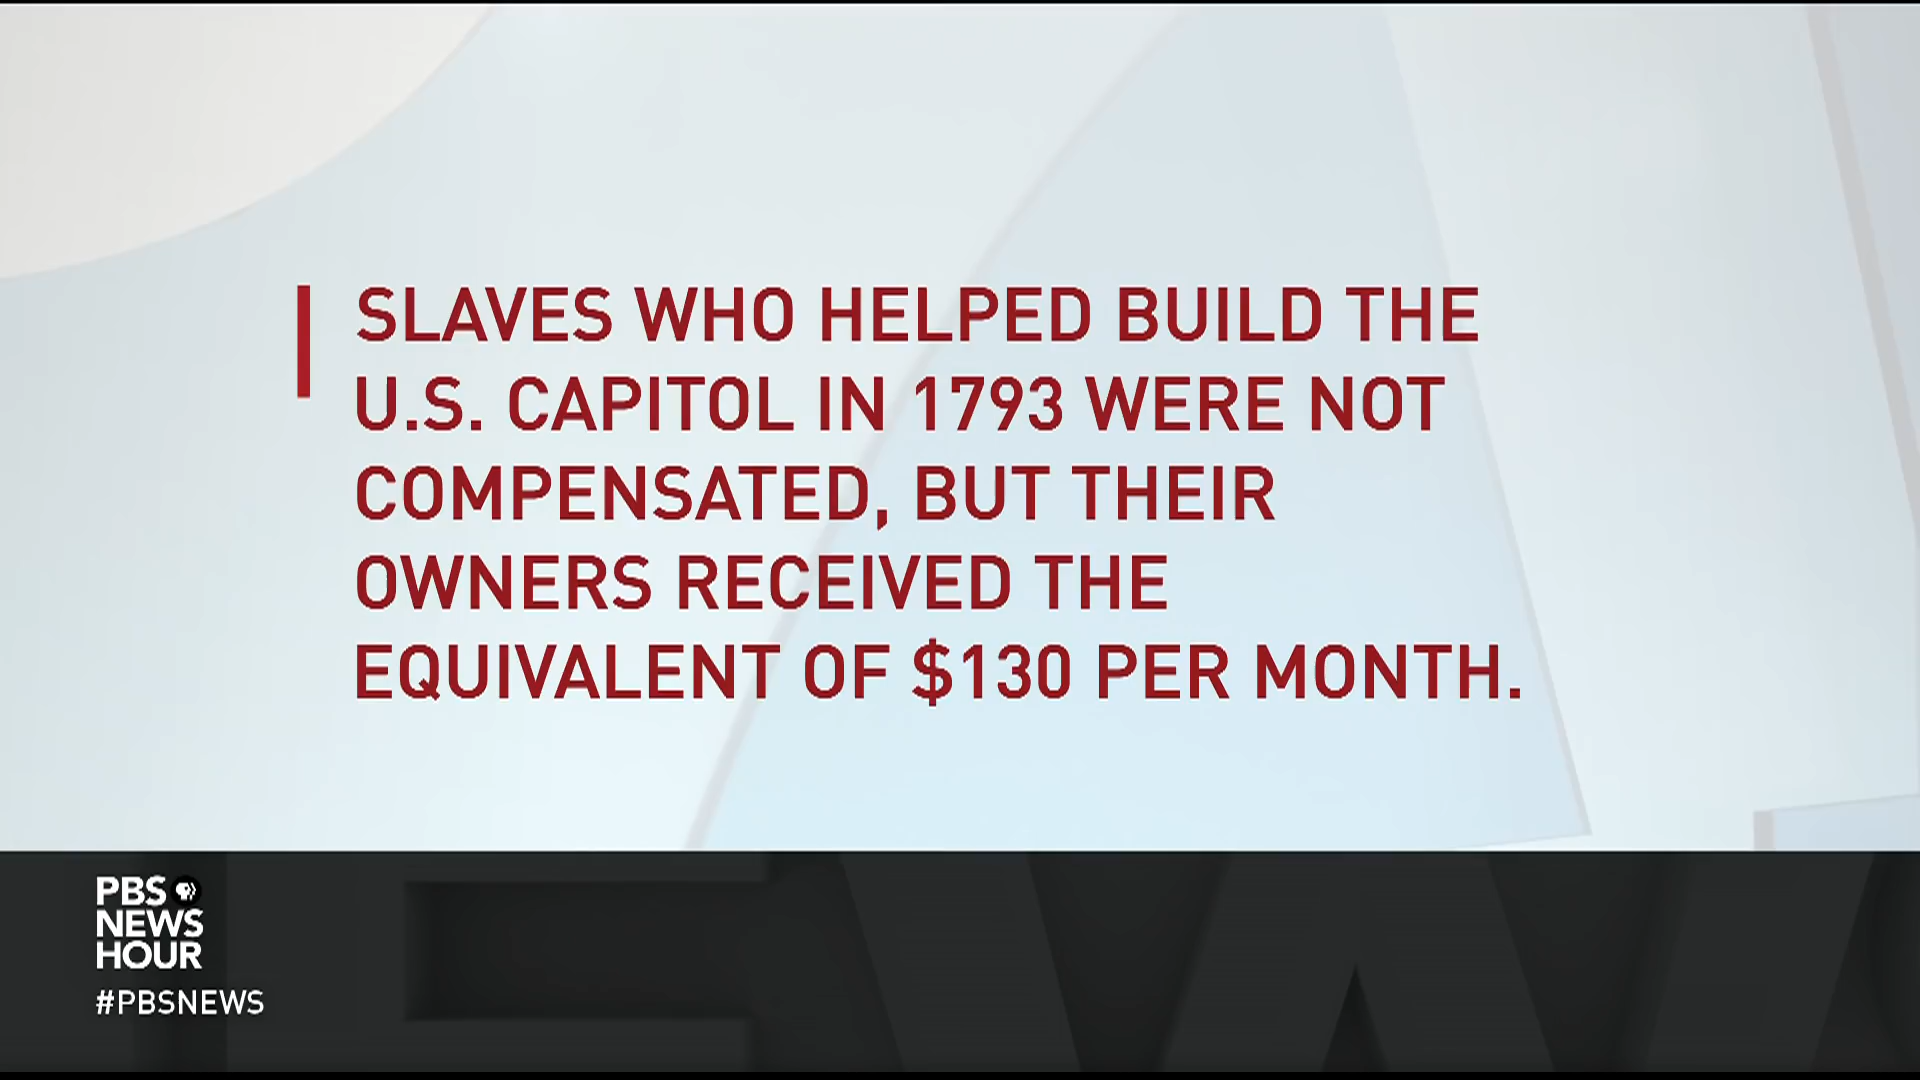 SLAVES WHO HELPED BUILD THE
U.S. CAPITOL IN 1793 WERE NOT
COMPENSATED, BUT THEIR
OWNERS RECEIVED THE
EQUIVALENT OF $130 PER MONTH.
PBS
NEWS
HOUR
#PBSNEWS